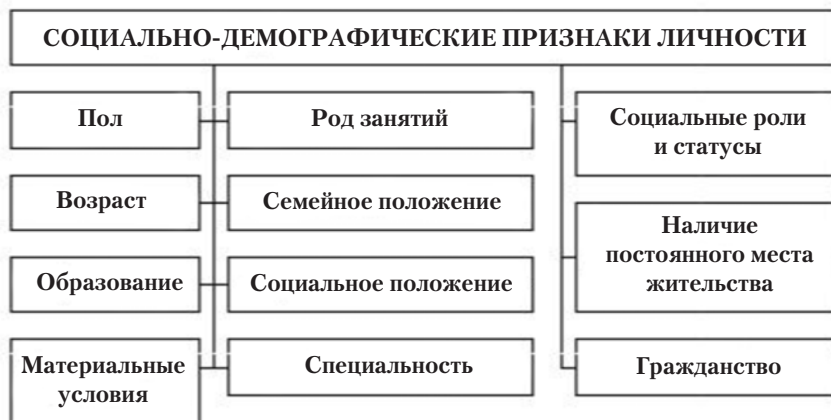 СОЦИАЛЬНО-ДЕМОГРАФИЧЕСКИЕ ПРИЗНАКИ ЛИЧНОСТИ
Пол
Род занятий
Социальные роли
и статусы
Возраст
Семейное положение
Наличие
постоянного места
жительства
Образование
Социальное положение
Материальные
условия
Специальность
Гражданство